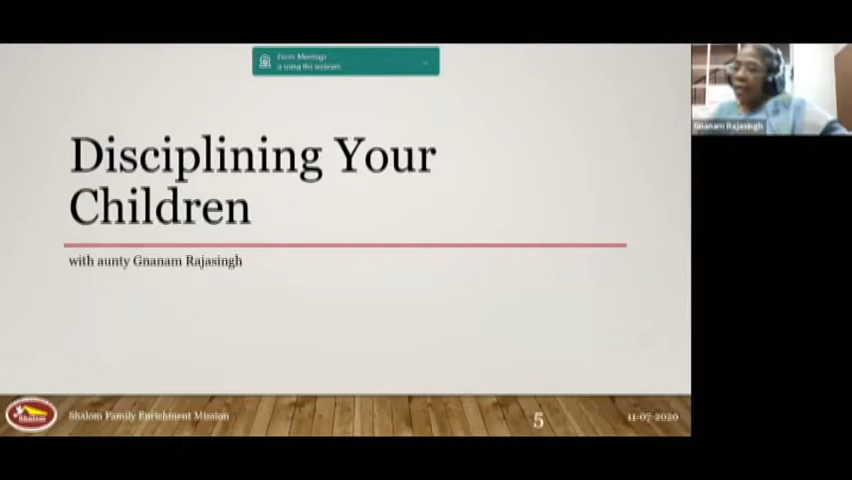 Zoom Meetings
is using the webcam.
Disciplining Your
Children
with aunty Gnanam Rajasingh
Gnanam Rajasingh
Shalom
Shalom Family Enrichment Mission
5
11-07-2020